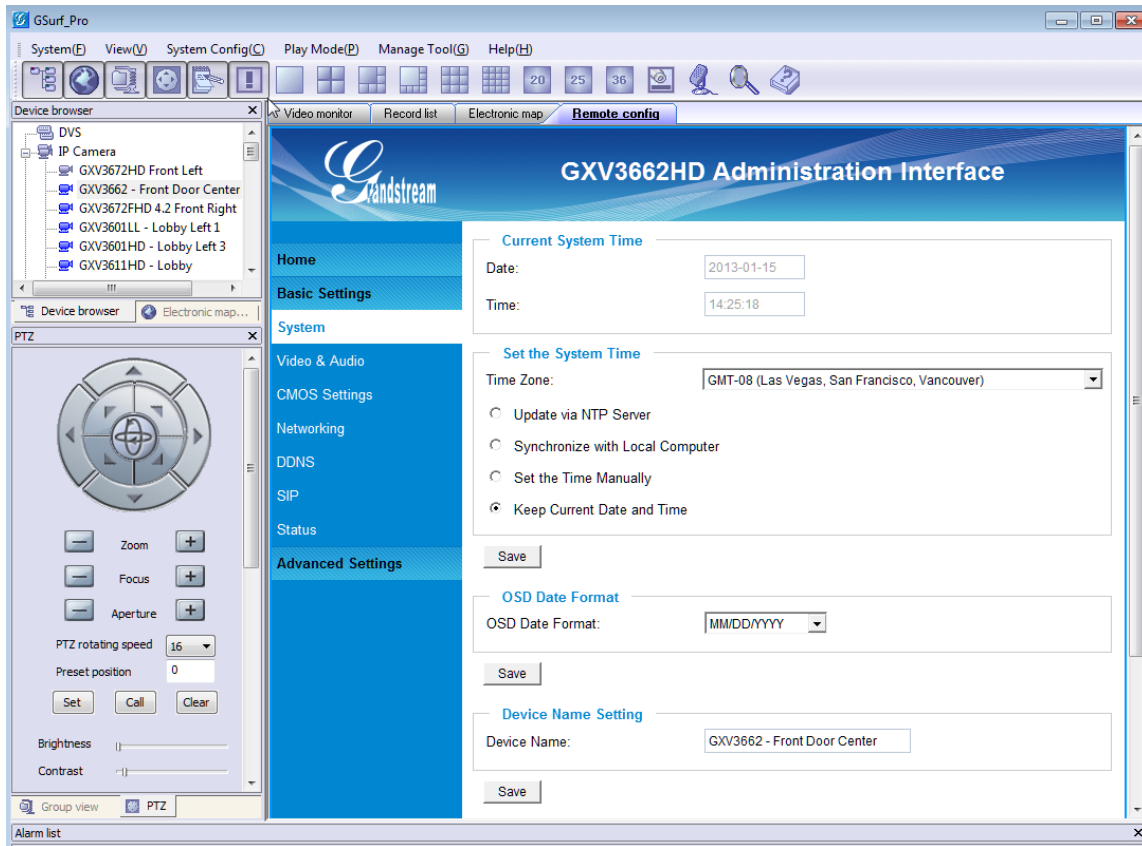 GSurf_Pro
System(F) View(V) System Config(C) Play Mode(P) Manage Tool(G) Help(H)
20 25 36
Device browser
DVS
IP Camera
GXV3672HD Front Left
GXV3662 - Front Door Center
GXV3672FHD 4.2 Front Right
GXV3601LL - Lobby Left 1
GXV3601HD - Lobby Left 3
GXV3611HD - Lobby
Device browser Electronic map...
PTZ
Zoom
Focus
Aperture
PTZ rotating speed 16
Preset position 0
Set Call Clear
Brightness
Contrast
Group view PTZ
Alarm list
Video monitor Record list Electronic map Remote config
Grandstream
GXV3662HD Administration Interface
Home
Basic Settings
System
Video & Audio
CMOS Settings
Networking
DDNS
SIP
Status
Advanced Settings
Current System Time
Date: 2013-01-15
Time: 14:25:18
Set the System Time
Time Zone: GMT-08 (Las Vegas, San Francisco, Vancouver)
Update via NTP Server
Synchronize with Local Computer
Set the Time Manually
Keep Current Date and Time
Save
OSD Date Format
OSD Date Format: MM/DD/YYYY
Save
Device Name Setting
Device Name: GXV3662 - Front Door Center
Save